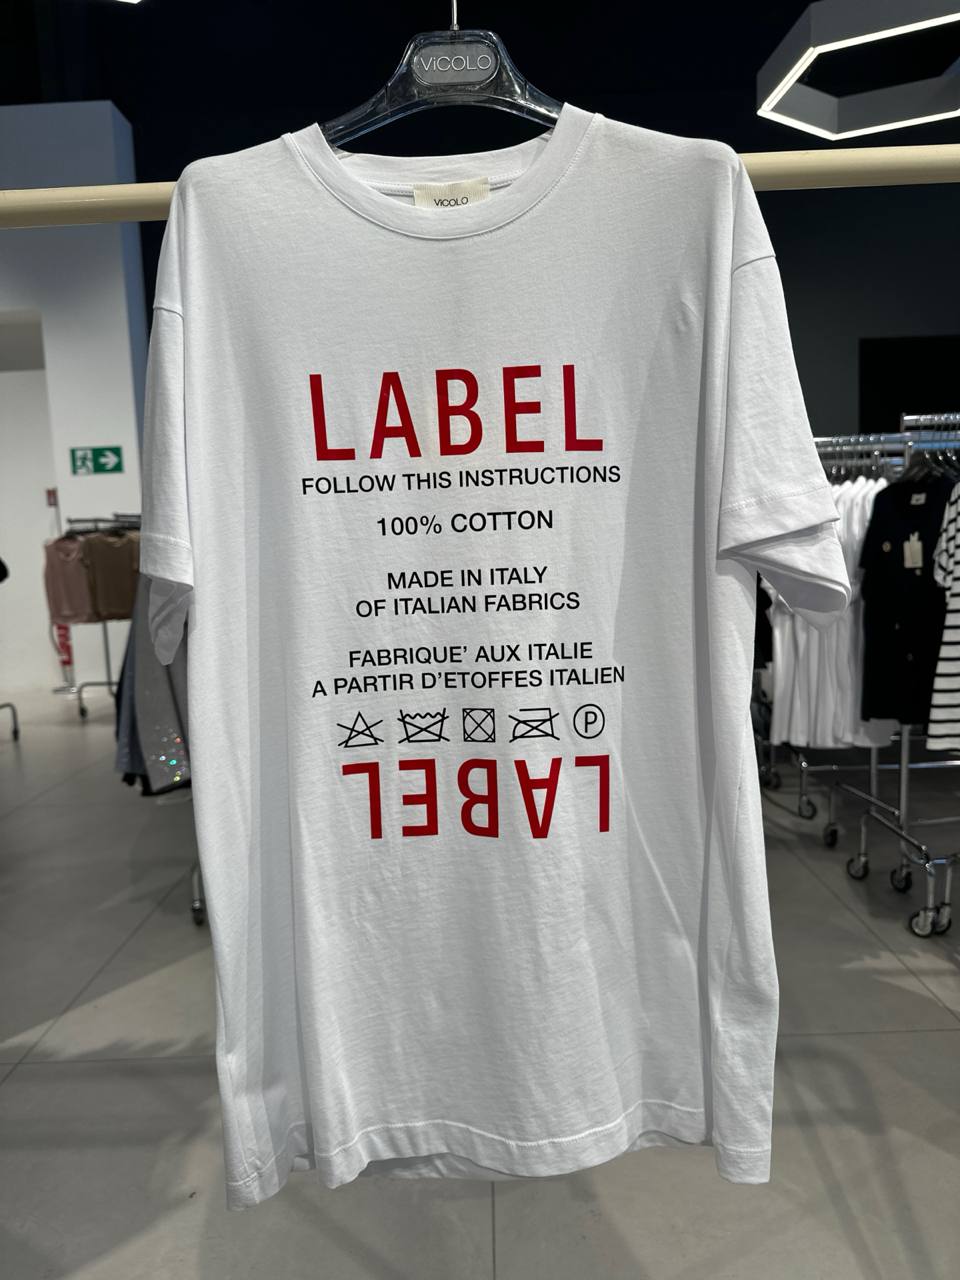 ViCOLO
ViCOLO
LABEL
FOLLOW THIS INSTRUCTIONS
100% COTTON
MADE IN ITALY
OF ITALIAN FABRICS
FABRIQUE' AUX ITALIE
A PARTIR D'ETOFFES ITALIEN
P
LABEL